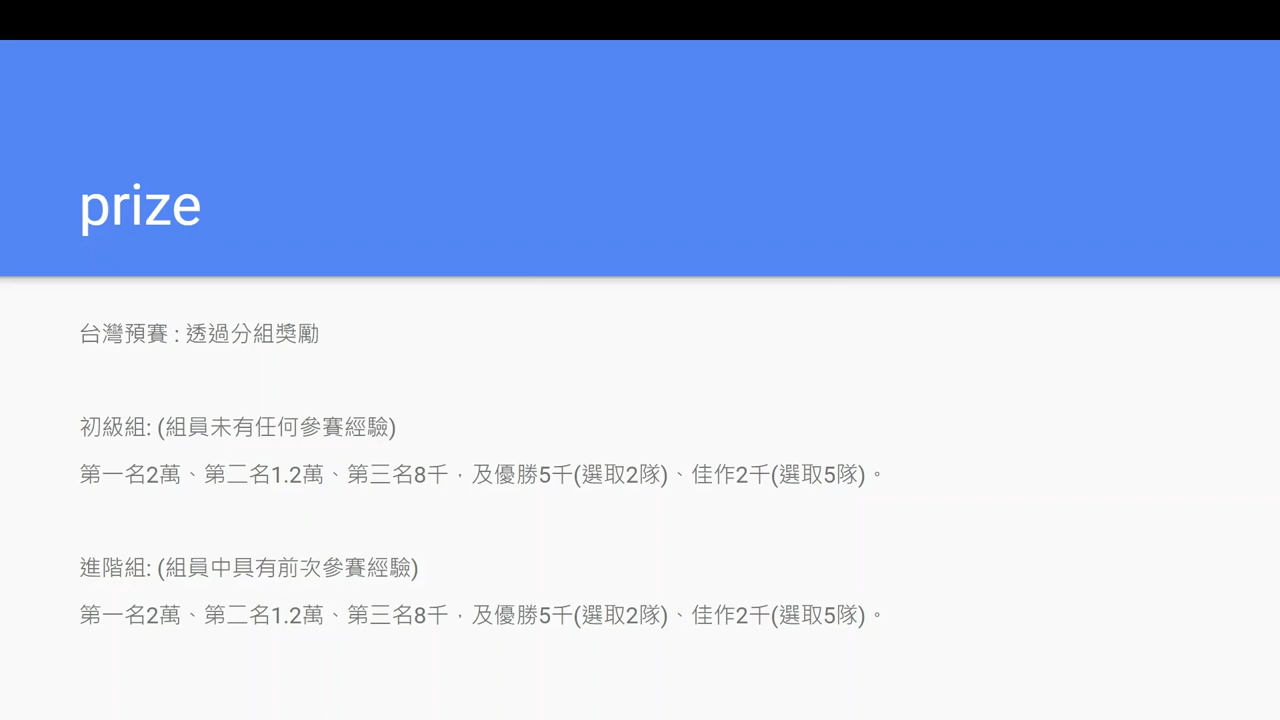 prize
台灣預賽 : 透過分組獎勵
初級組: (組員未有任何參賽經驗)
第一名2萬、第二名1.2萬、第三名8千，及優勝5千(選取2隊)、佳作2千(選取5隊)。
進階組: (組員中具有前次參賽經驗)
第一名2萬、第二名1.2萬、第三名8千，及優勝5千(選取2隊)、佳作2千(選取5隊)。